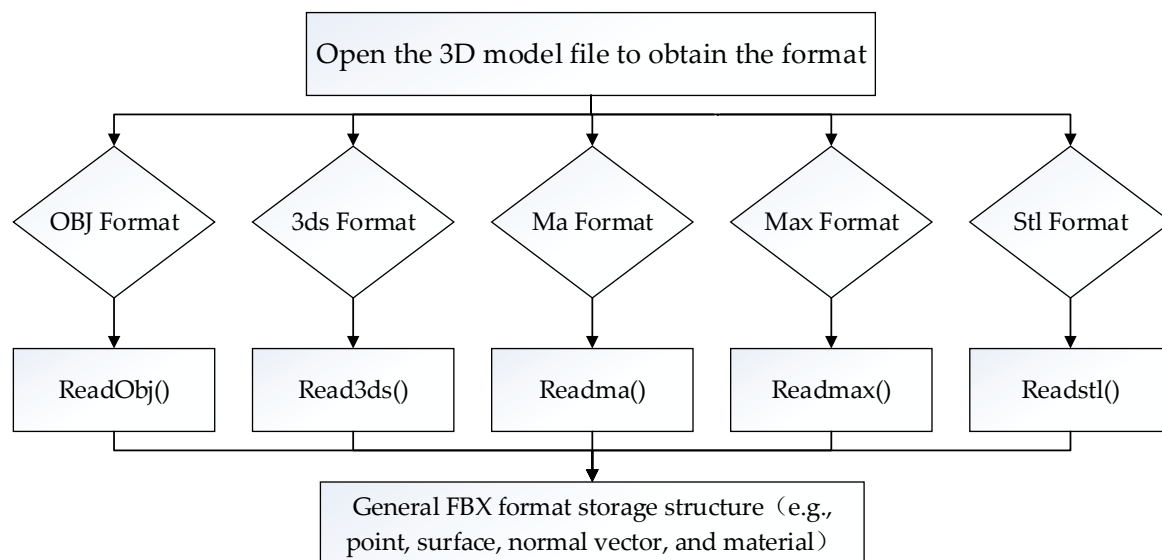 Open the 3D model file to obtain the format
OBJ Format
3ds Format
Ma Format
Max Format
Stl Format
ReadObj()
Read3ds()
Readma()
Readmax()
Readstl()
General FBX format storage structure（e.g.,
point, surface, normal vector, and material）